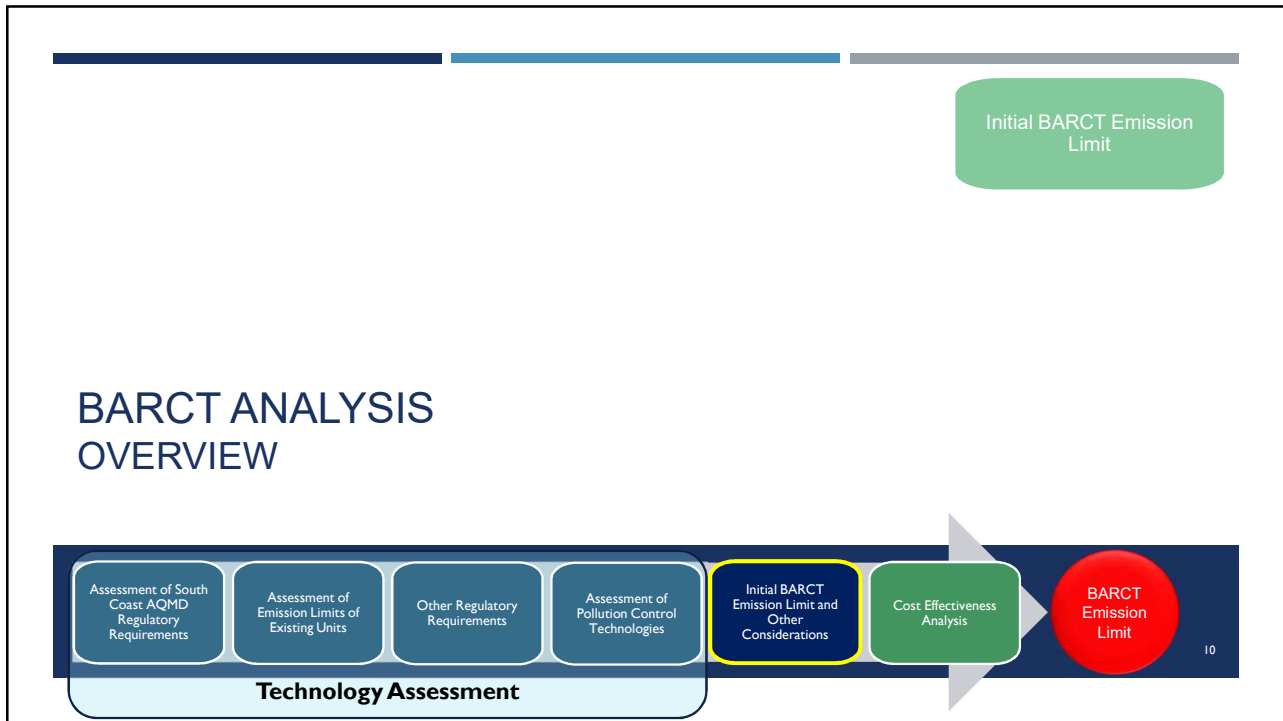 Initial BARCT Emission
Limit
BARCT ANALYSIS
OVERVIEW
Assessment of South
Coast AQMD
Regulatory
Requirements
Assessment of
Emission Limits of
Existing Units
Other Regulatory
Requirements
Assessment of
Pollution Control
Technologies
Initial BARCT
Emission Limit and
Other
Considerations
Cost Effectiveness
Analysis
BARCT
Emission
Limit
10
Technology Assessment